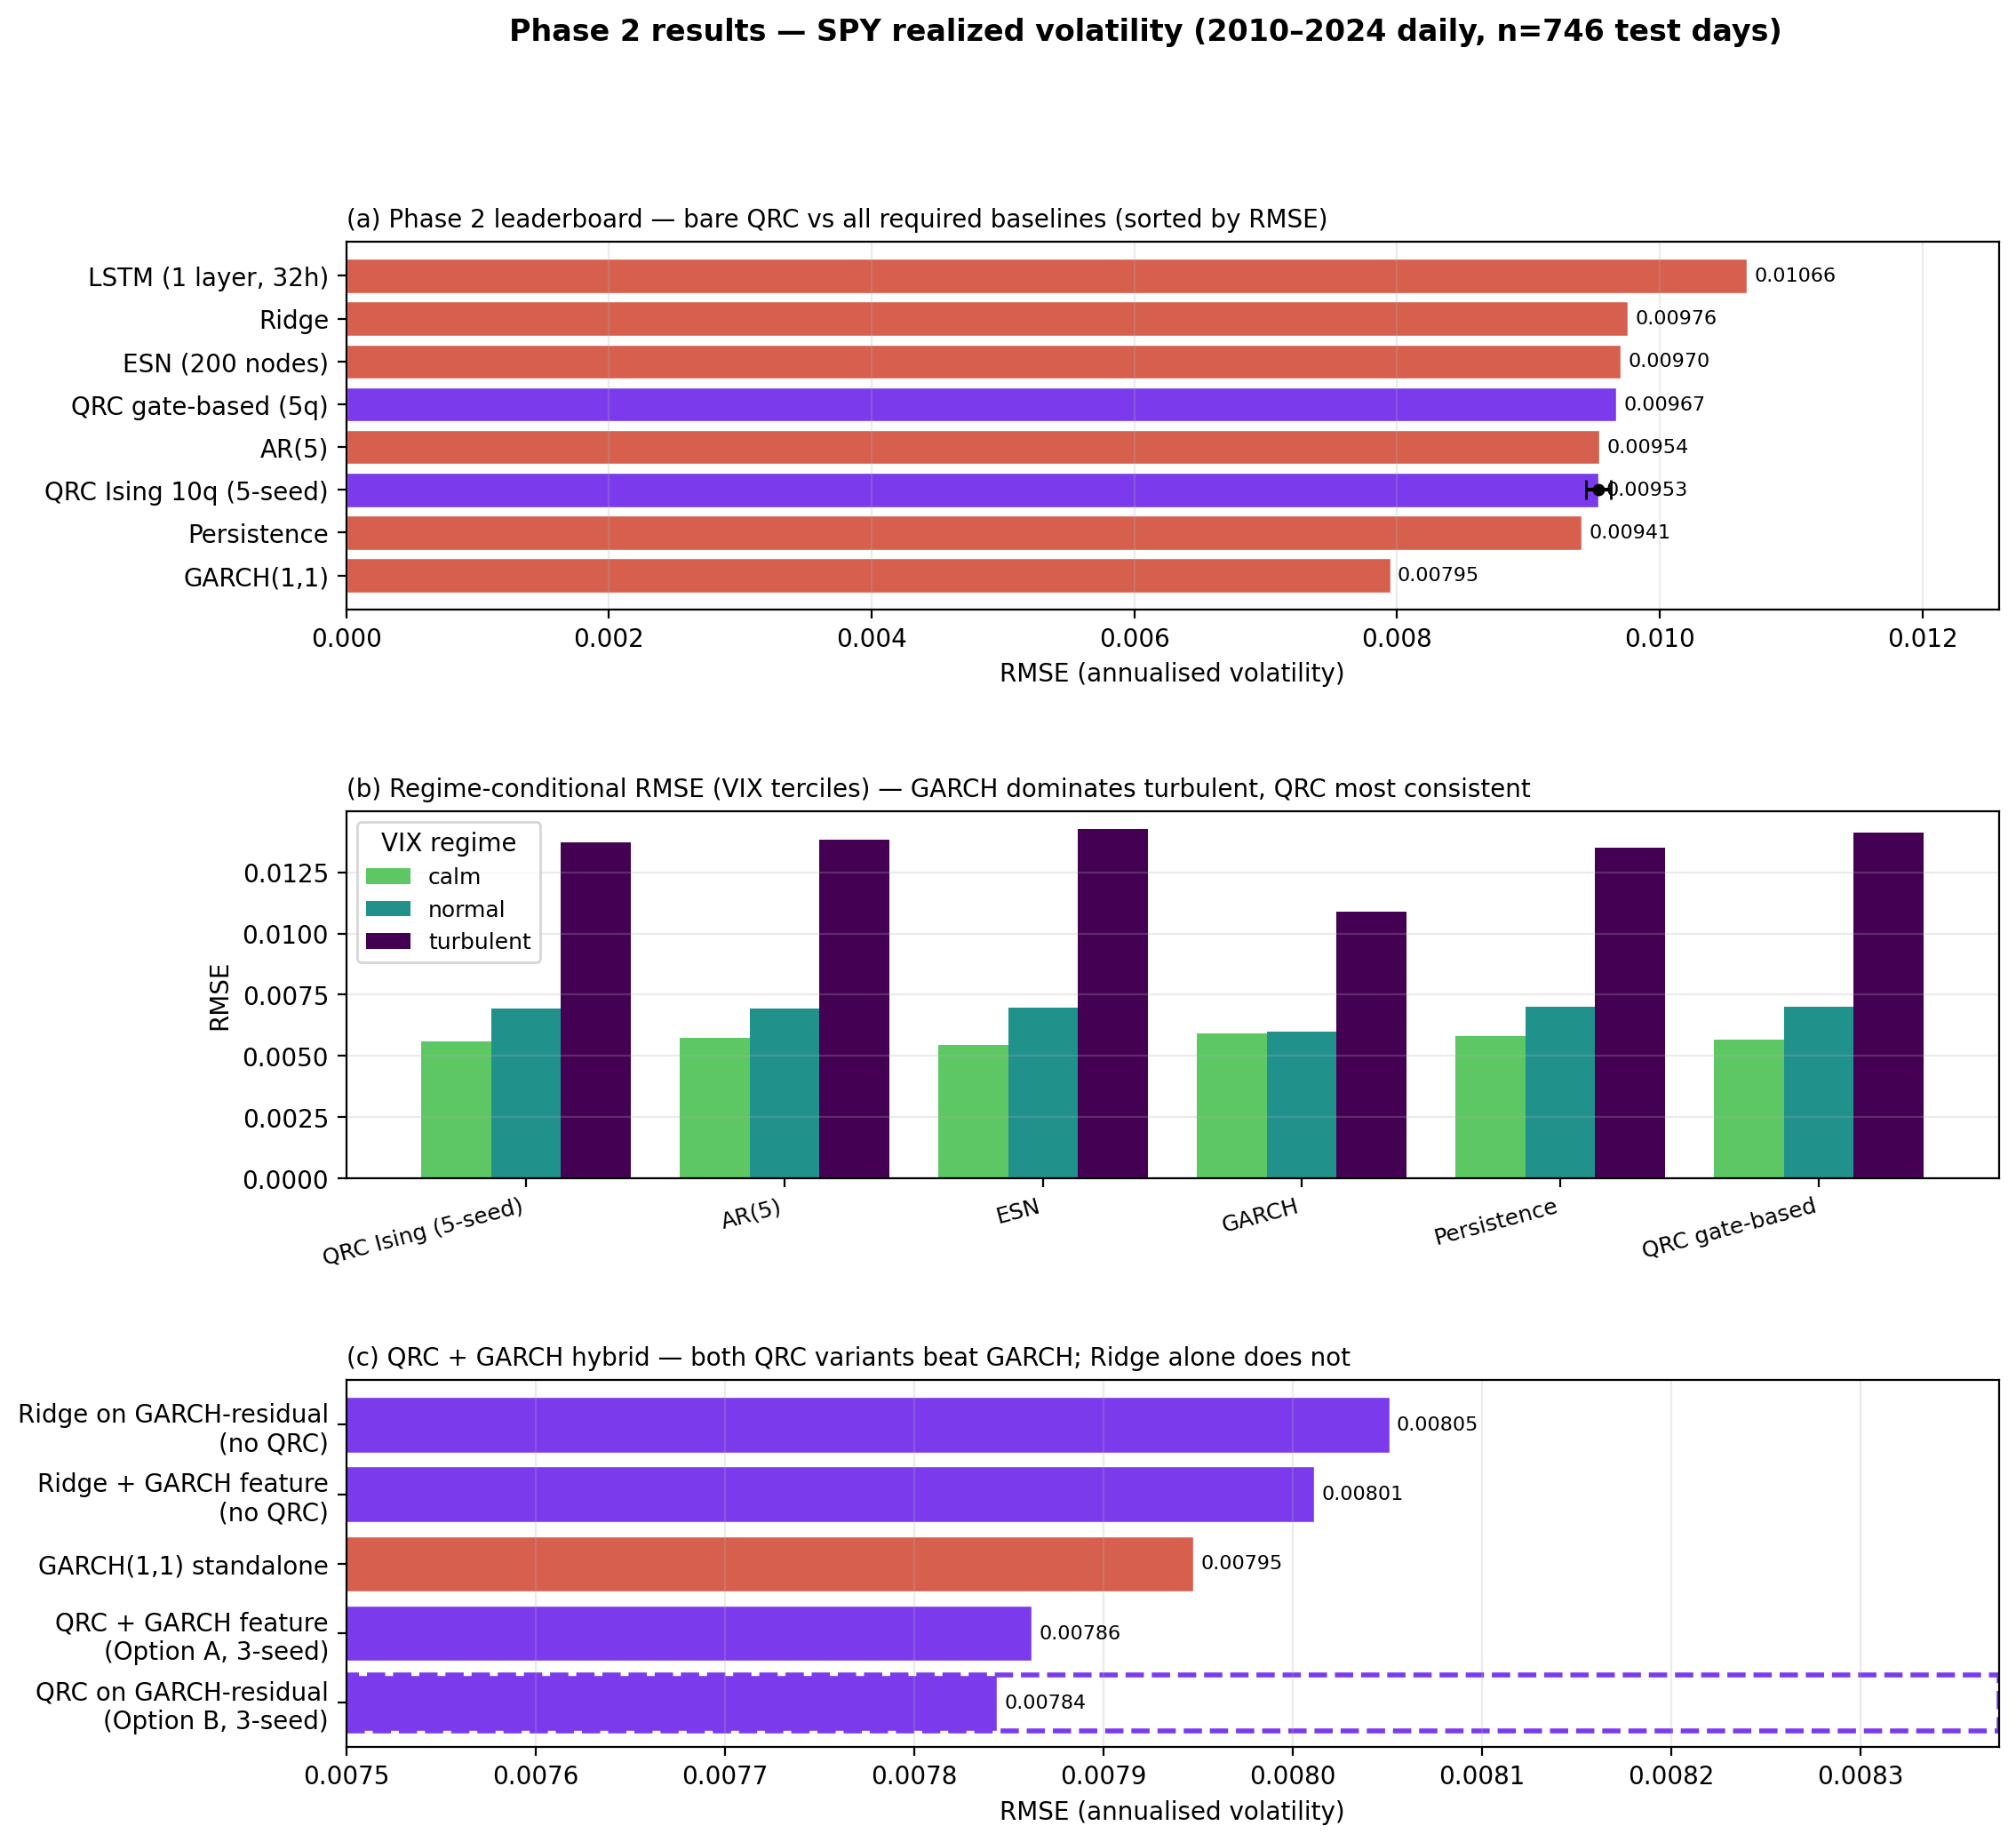 Phase 2 results — SPY realized volatility (2010–2024 daily, n=746 test days)
(a) Phase 2 leaderboard — bare QRC vs all required baselines (sorted by RMSE)
LSTM (1 layer, 32h)
0.01066
Ridge
0.00976
ESN (200 nodes)
0.00970
QRC gate-based (5q)
0.00967
AR(5)
0.00954
QRC Ising 10q (5-seed)
0.00953
Persistence
0.00941
GARCH(1,1)
0.00795
0.000 0.002 0.004 0.006 0.008 0.010 0.012
RMSE (annualised volatility)
(b) Regime-conditional RMSE (VIX terciles) — GARCH dominates turbulent, QRC most consistent
RMSE
0.0125
0.0100
0.0075
0.0050
0.0025
0.0000
VIX regime
calm
normal
turbulent
QRC Ising (5-seed)
AR(5)
ESN
GARCH
Persistence
QRC gate-based
(c) QRC + GARCH hybrid — both QRC variants beat GARCH; Ridge alone does not
Ridge on GARCH-residual
(no QRC)
0.00805
Ridge + GARCH feature
(no QRC)
0.00801
GARCH(1,1) standalone
0.00795
QRC + GARCH feature
(Option A, 3-seed)
0.00786
QRC on GARCH-residual
(Option B, 3-seed)
0.00784
0.0075 0.0076 0.0077 0.0078 0.0079 0.0080 0.0081 0.0082 0.0083
RMSE (annualised volatility)